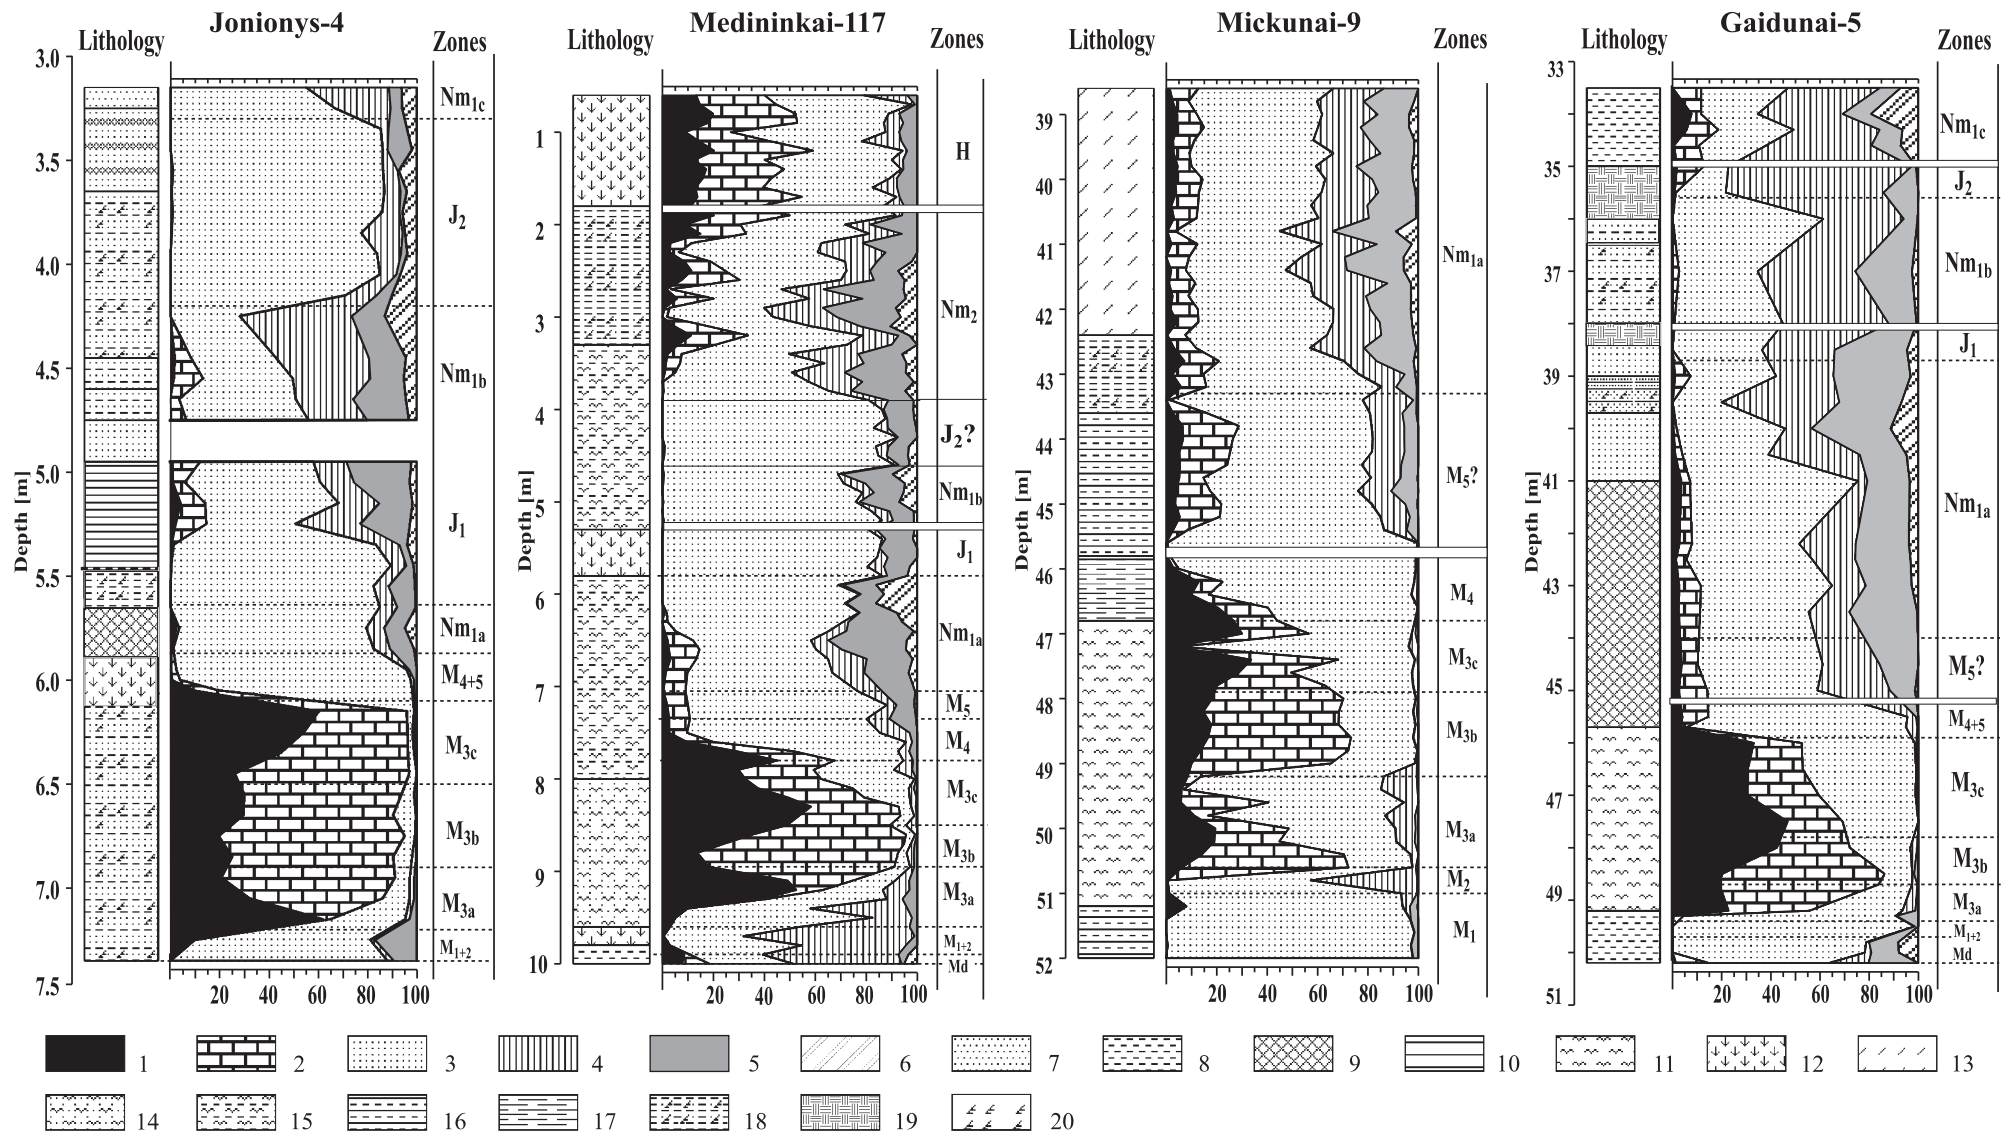 Jonionys-4 Medininkai-117 Mickunai-9 Gaidunai-5
Lithology Zones Lithology Zones Lithology Zones Lithology Zones
Depth [m]
3.0
3.5
4.0
4.5
5.0
5.5
6.0
6.5
7.0
7.5
Nm1c
J2
Nm1b
J1
Nm1a
M4+5
M3c
M3b
M3a
M1+2
20 40 60 80 100
Depth [m]
1
2
3
4
5
6
7
8
9
10
H
Nm2
J2?
Nm1b
J1
Nm1a
M5
M4
M3c
M3b
M3a
M1+2
Md
20 40 60 80 100
Depth [m]
39
40
41
42
43
44
45
46
47
48
49
50
51
52
Nm1a
M5?
M4
M3c
M3b
M3a
M2
M1
20 40 60 80 100
Depth [m]
33
35
37
39
41
43
45
47
49
51
Nm1c
J2
Nm1b
J1
Nm1a
M5?
M4+5
M3c
M3b
M3a
M1+2
Md
20 40 60 80 100
1 2 3 4 5 6 7 8 9 10 11 12 13
14 15 16 17 18 19 20